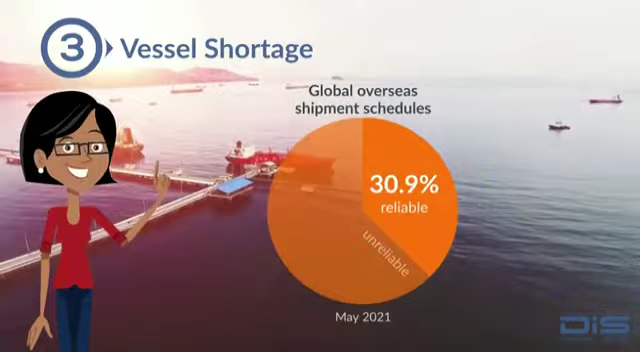 3 Vessel Shortage
Global overseas
shipment schedules
30.9%
reliable
unreliable
May 2021
DiS